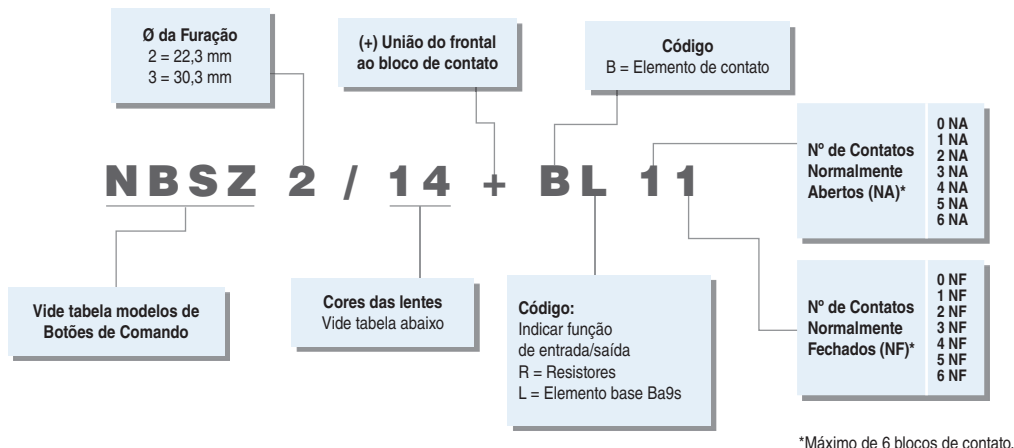 Ø da Furação
2 = 22,3 mm
3 = 30,3 mm
(+) União do frontal
ao bloco de contato
Código
B = Elemento de contato
Nº de Contatos
Normalmente
Abertos (NA)*
0 NA
1 NA
2 NA
3 NA
4 NA
5 NA
6 NA
NBSZ 2 / 14 + BL 11
Vide tabela modelos de
Botões de Comando
Cores das lentes
Vide tabela abaixo
Código:
Indicar função
de entrada/saída
R = Resistores
L = Elemento base Ba9s
Nº de Contatos
Normalmente
Fechados (NF)*
0 NF
1 NF
2 NF
3 NF
4 NF
5 NF
6 NF
*Máximo de 6 blocos de contato.